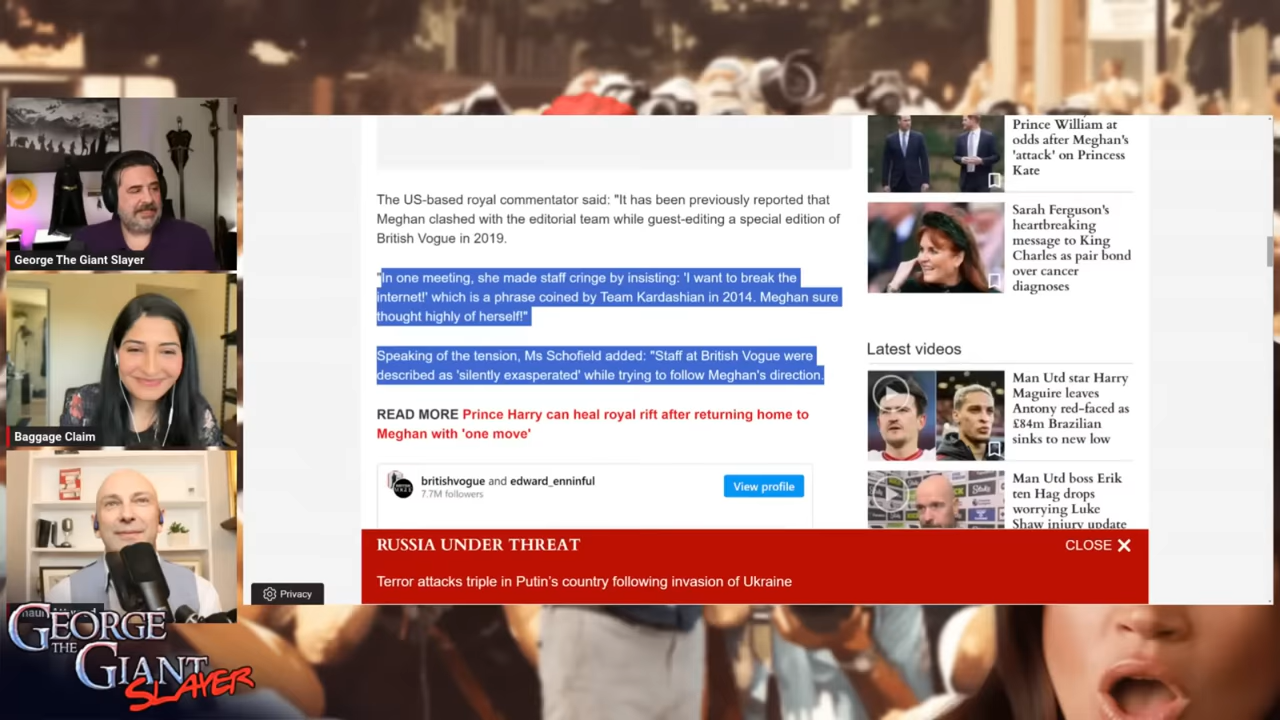 George The Giant Slayer
Baggage Claim
GEORGE
THE
GIANT
SLAYER
The US-based royal commentator said: "It has been previously reported that
Meghan clashed with the editorial team while guest-editing a special edition of
British Vogue in 2019.
"In one meeting, she made staff cringe by insisting: 'I want to break the
internet!' which is a phrase coined by Team Kardashian in 2014. Meghan sure
thought highly of herself!"
Speaking of the tension, Ms Schofield added: "Staff at British Vogue were
described as 'silently exasperated' while trying to follow Meghan's direction.
READ MORE Prince Harry can heal royal rift after returning home to
Meghan with 'one move'
britishvogue and edward_enninful
7.7M followers
View profile
Prince William at
odds after Meghan's
'attack' on Princess
Kate
Sarah Ferguson's
heartbreaking
message to King
Charles as pair bond
over cancer
diagnoses
Latest videos
Man Utd star Harry
Maguire leaves
Antony red-faced as
£84m Brazilian
sinks to new low
Man Utd boss Erik
ten Hag drops
worrying Luke
Shaw injury update
RUSSIA UNDER THREAT
CLOSE
Terror attacks triple in Putin's country following invasion of Ukraine
Privacy